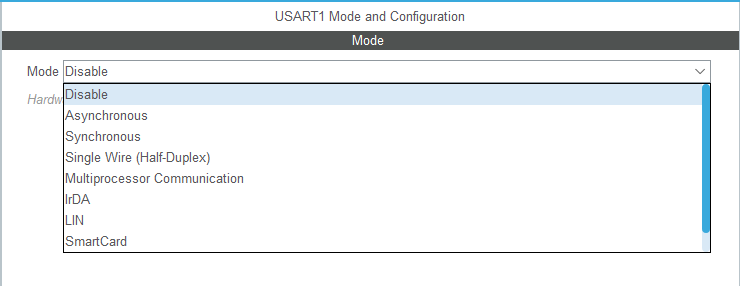 USART1 Mode and Configuration
Mode
Mode Disable
Disable
Hardw
Asynchronous
Synchronous
Single Wire (Half-Duplex)
Multiprocessor Communication
IrDA
LIN
SmartCard